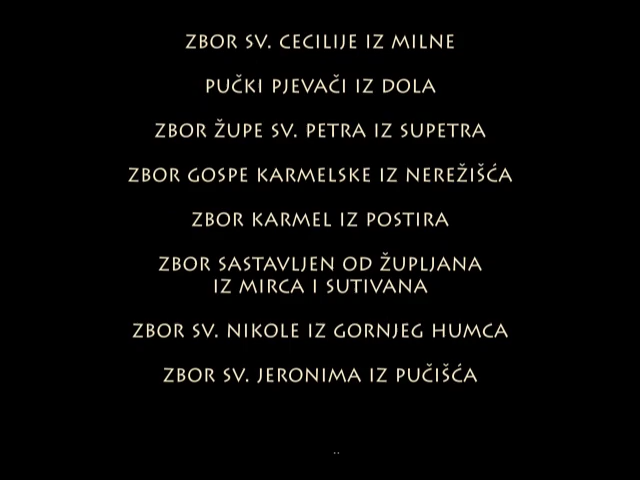 ZBOR SV. CECILIJE IZ MILNE
PUČKI PJEVAČI IZ DOLA
ZBOR ŽUPE SV. PETRA IZ SUPETRA
ZBOR GOSPE KARMELSKE IZ NEREŽIŠĆA
ZBOR KARMEL IZ POSTIRA
ZBOR SASTAVLJEN OD ŽUPLJANA
IZ MIRCA I SUTIVANA
ZBOR SV. NIKOLE IZ GORNJEG HUMCA
ZBOR SV. JERONIMA IZ PUČIŠĆA